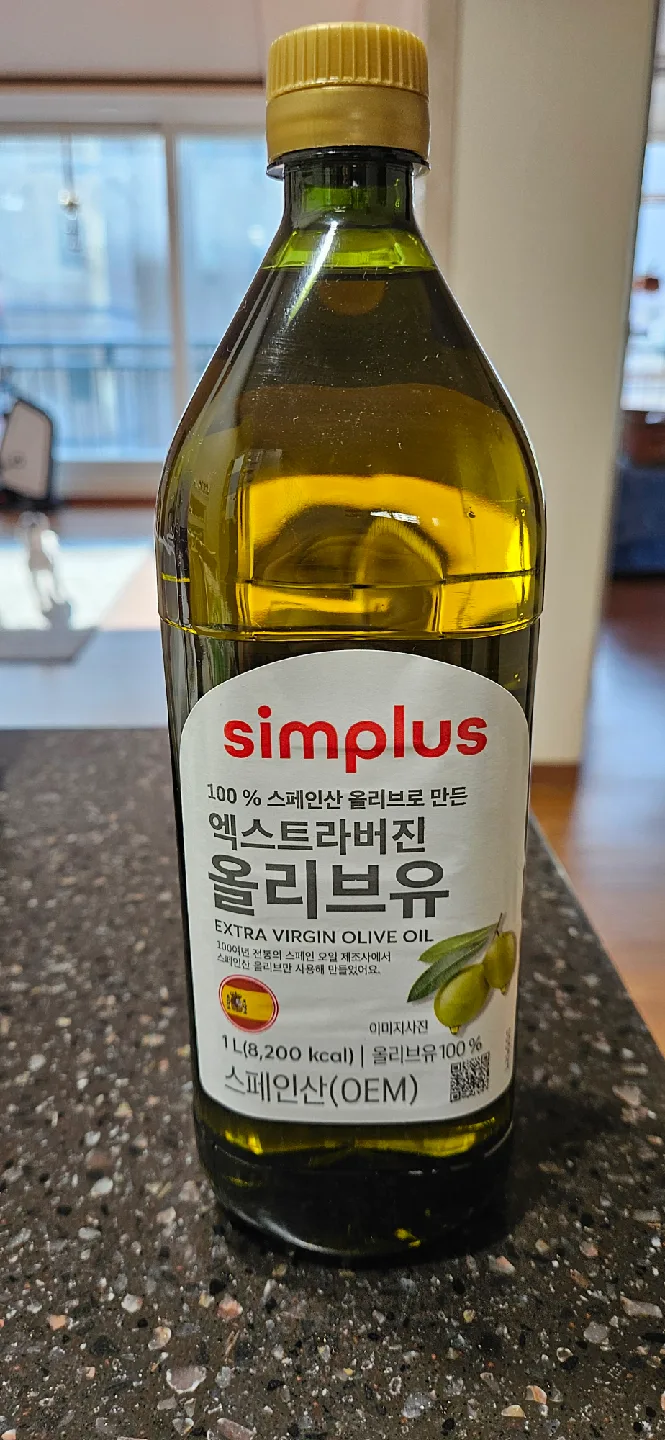 simplus
100 % 스페인산 올리브로 만든
엑스트라버진
올리브유
EXTRA VIRGIN OLIVE OIL
100여년 전통의 스페인 오일 제조사에서
스페인산 올리브만 사용해 만들었어요.
이미지사진
1 L(8,200 kcal) | 올리브유 100 %
스페인산(OEM)